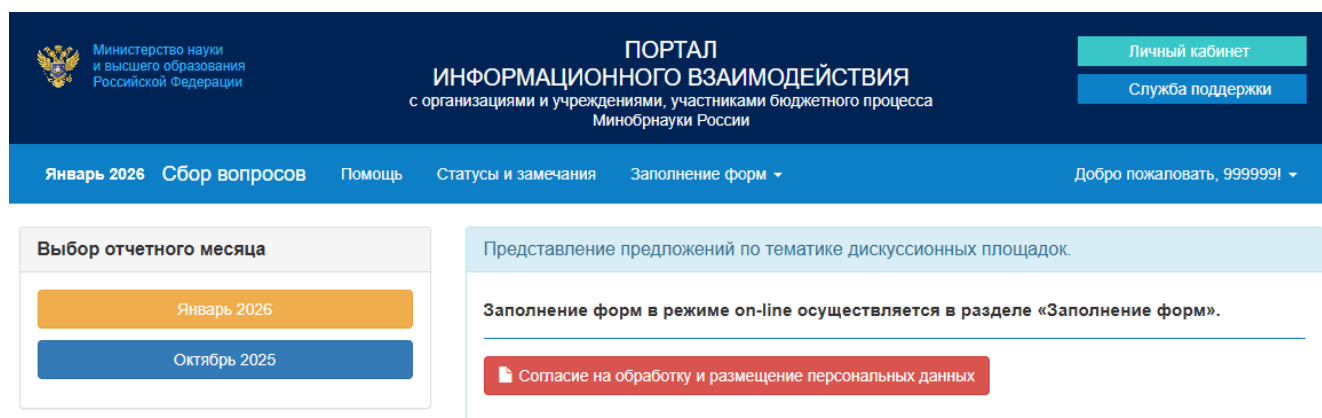 Министерство науки
и высшего образования
Российской Федерации
ПОРТАЛ
ИНФОРМАЦИОННОГО ВЗАИМОДЕЙСТВИЯ
с организациями и учреждениями, участниками бюджетного процесса
Минобрнауки России
Личный кабинет
Служба поддержки
Январь 2026 Сбор вопросов Помощь Статусы и замечания Заполнение форм Добро пожаловать, 999999!
Выбор отчетного месяца
Январь 2026
Октябрь 2025
Представление предложений по тематике дискуссионных площадок.
Заполнение форм в режиме on-line осуществляется в разделе «Заполнение форм».
Согласие на обработку и размещение персональных данных